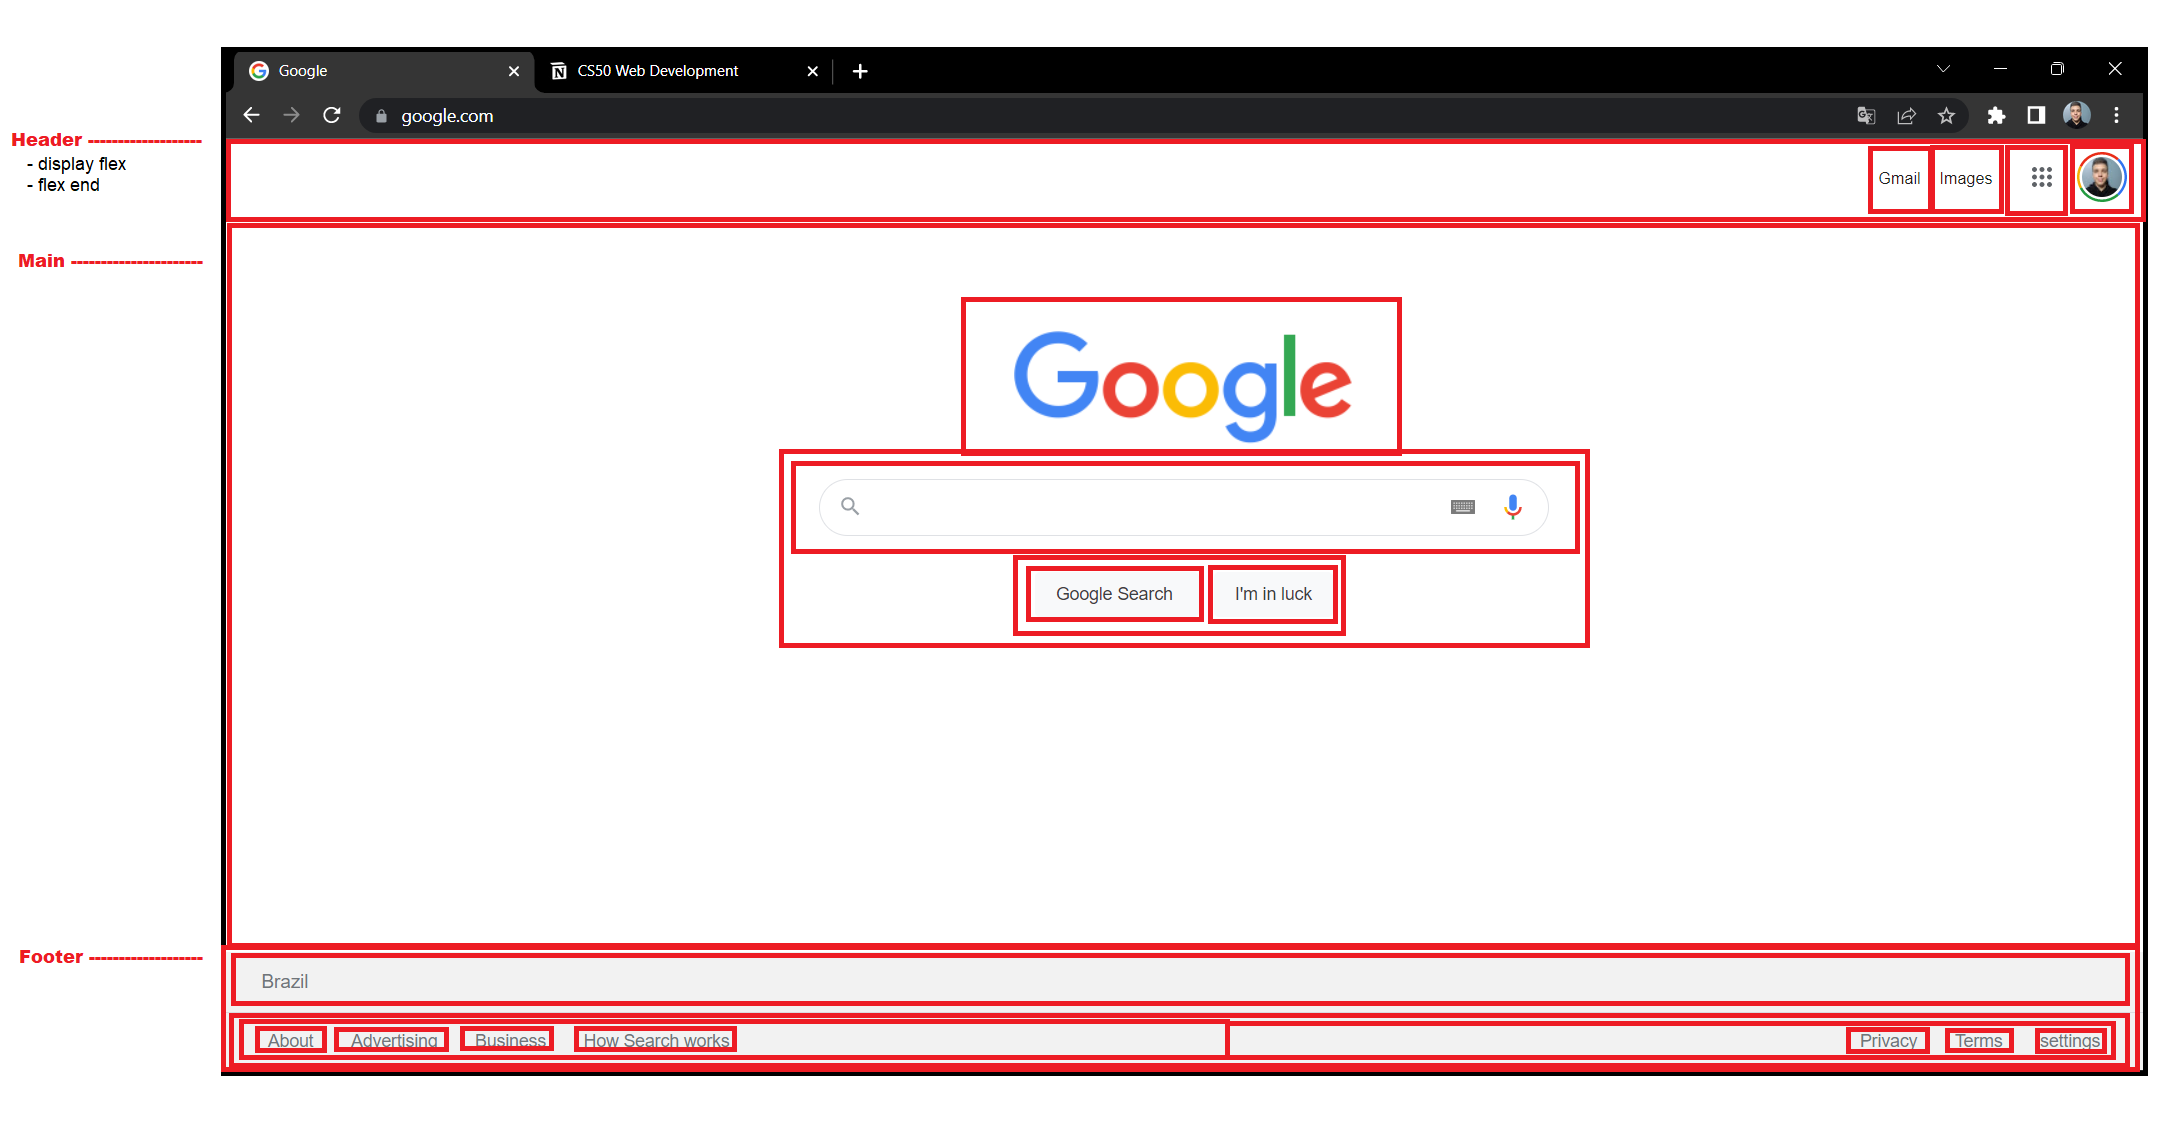 Google
CS50 Web Development
google.com
Header -------------------
- display flex
- flex end
Gmail
Images
Main ----------------------
Google
Google Search
I'm in luck
Footer -------------------
Brazil
About
Advertising
Business
How Search works
Privacy
Terms
settings